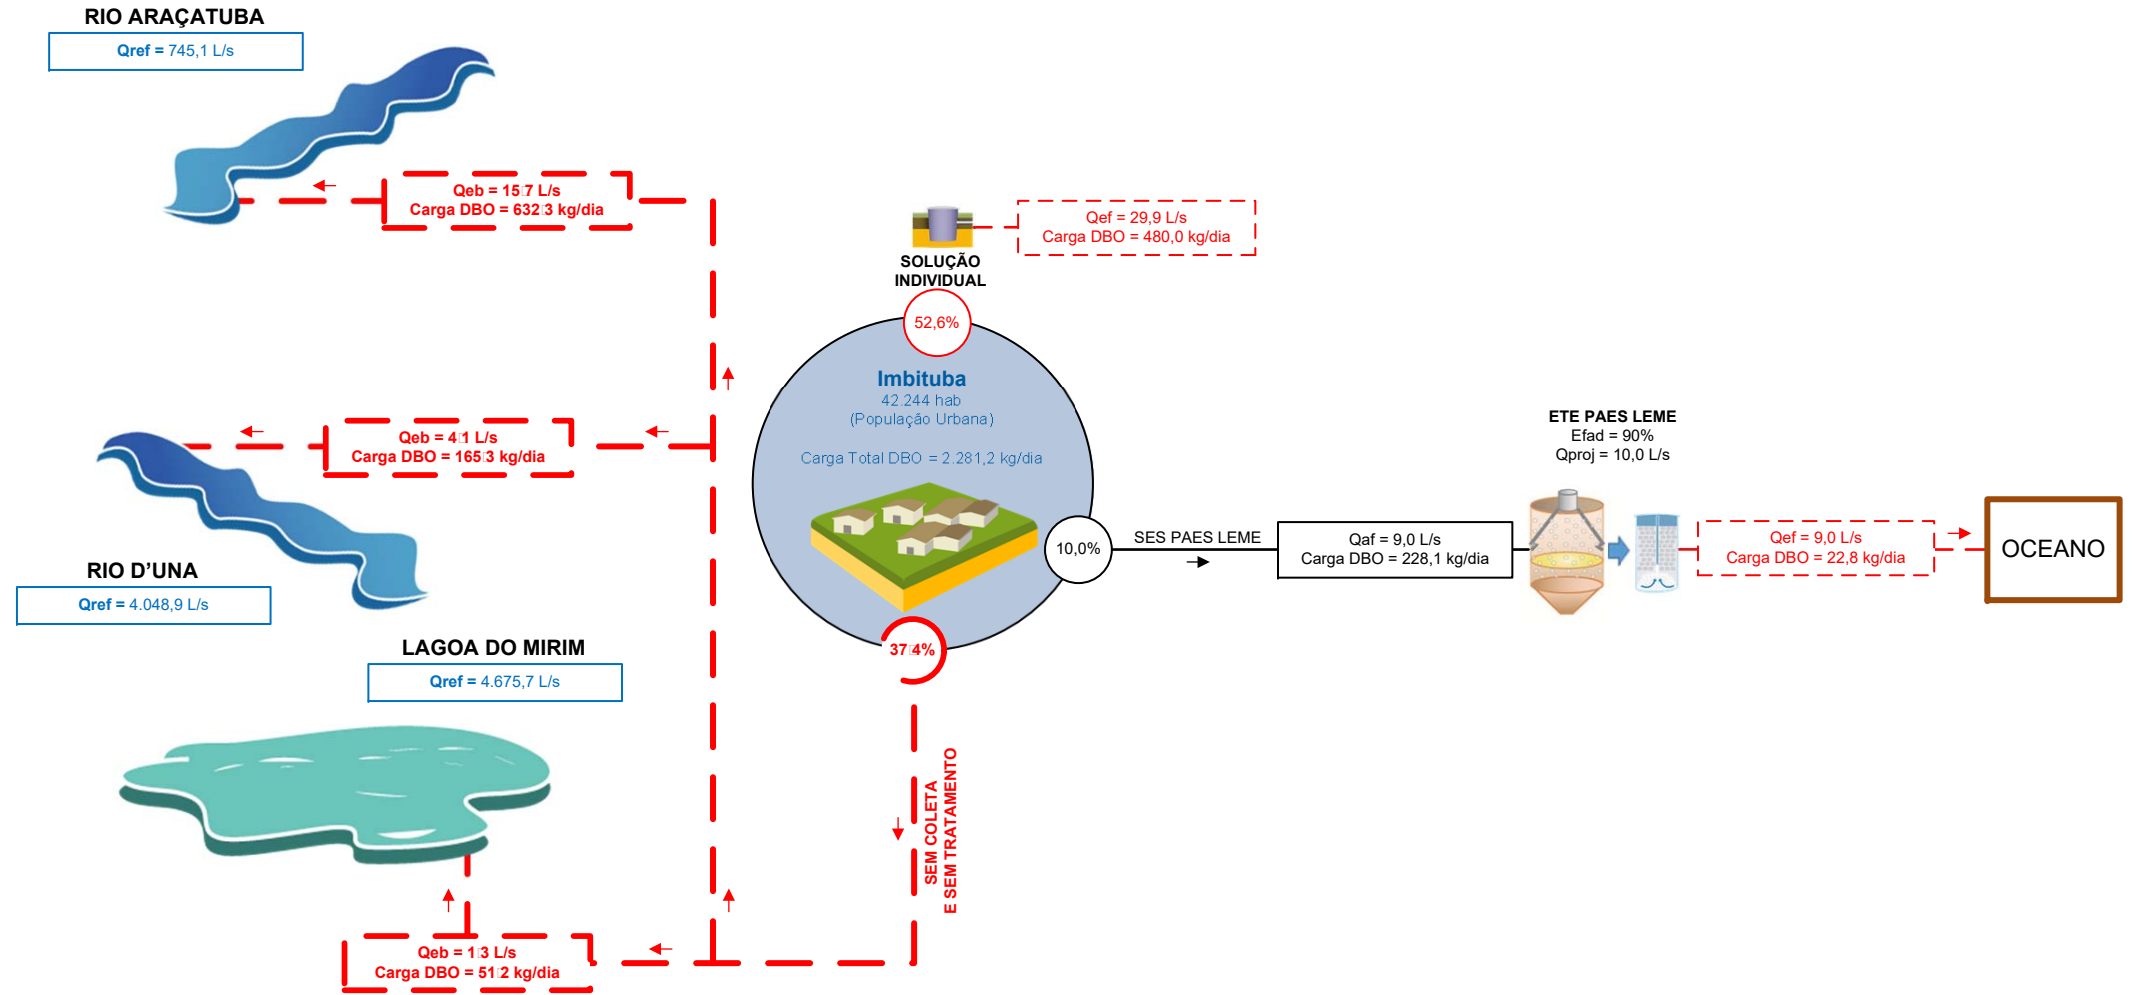 RIO ARAÇATUBA
Qref = 745,1 L/s
Qeb = 15▯7 L/s
Carga DBO = 632▯3 kg/dia
Qef = 29,9 L/s
Carga DBO = 480,0 kg/dia
SOLUÇÃO
INDIVIDUAL
52,6%
Imbituba
42.244 hab
(População Urbana)
Carga Total DBO = 2.281,2 kg/dia
Qeb = 4▯1 L/s
Carga DBO = 165▯3 kg/dia
RIO D’UNA
Qref = 4.048,9 L/s
ETE PAES LEME
Efad = 90%
Qproj = 10,0 L/s
10,0%
SES PAES LEME
Qaf = 9,0 L/s
Carga DBO = 228,1 kg/dia
Qef = 9,0 L/s
Carga DBO = 22,8 kg/dia
OCEANO
37▯4%
LAGOA DO MIRIM
Qref = 4.675,7 L/s
SEM COLETA
E SEM TRATAMENTO
Qeb = 1▯3 L/s
Carga DBO = 51▯2 kg/dia